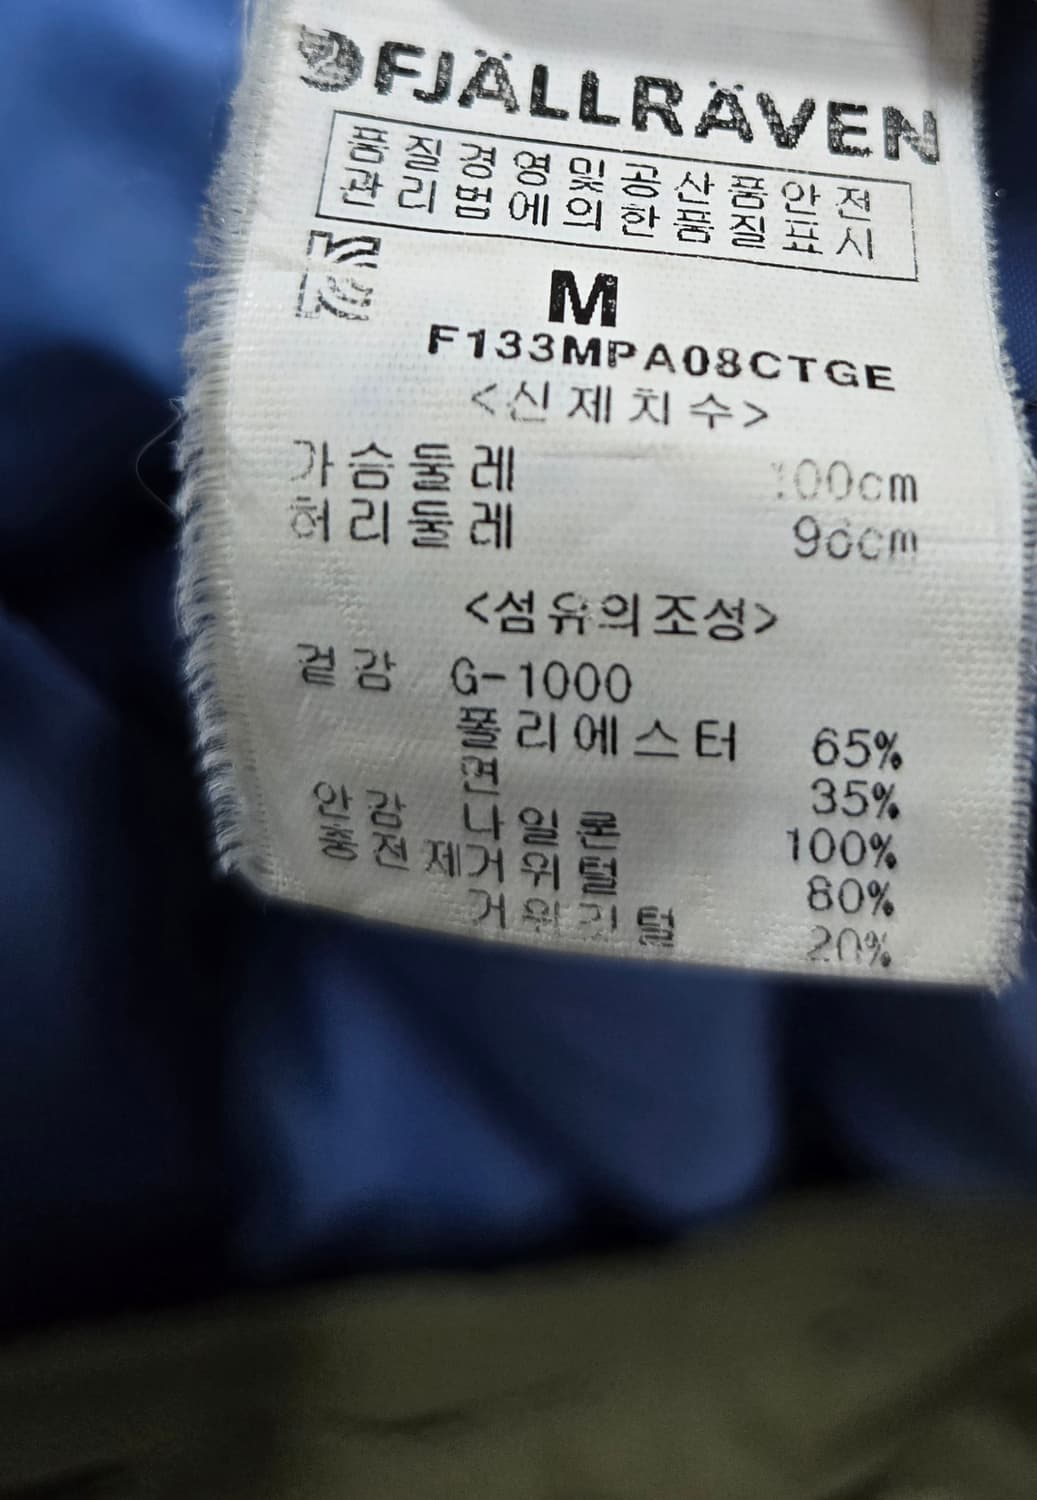 FJÄLLRÄVEN
품질경영및공산품안전
관리법에의한품질표시
M
F133MPA08CTGE
<신체치수>
가슴둘레 100cm
허리둘레
<섬유의조성>
겉감 G-1000
폴리에스터 65%
면 35%
안감 나일론 100%
충전재 거위털 80%
거위깃털 20%